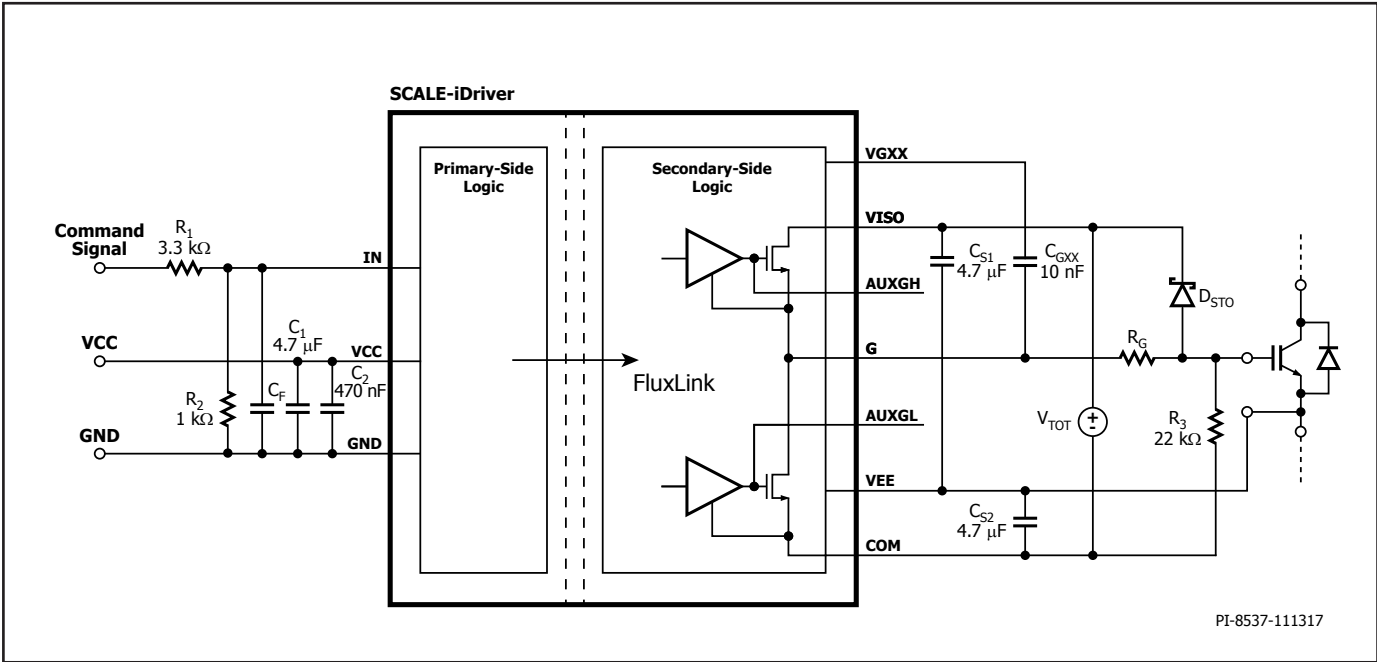 SCALE-iDriver
Primary-Side
Logic
Secondary-Side
Logic
VGXX
VISO
Command
Signal
R1
3.3 kΩ
IN
CS1
4.7 μF
CGXX
10 nF
AUXGH
DSTO
VCC
C1
4.7 μF
VCC
C2
470 nF
G
RG
FluxLink
R2
1 kΩ
CF
AUXGL
VTOT
R3
22 kΩ
GND
GND
VEE
CS2
4.7 μF
COM
PI-8537-111317